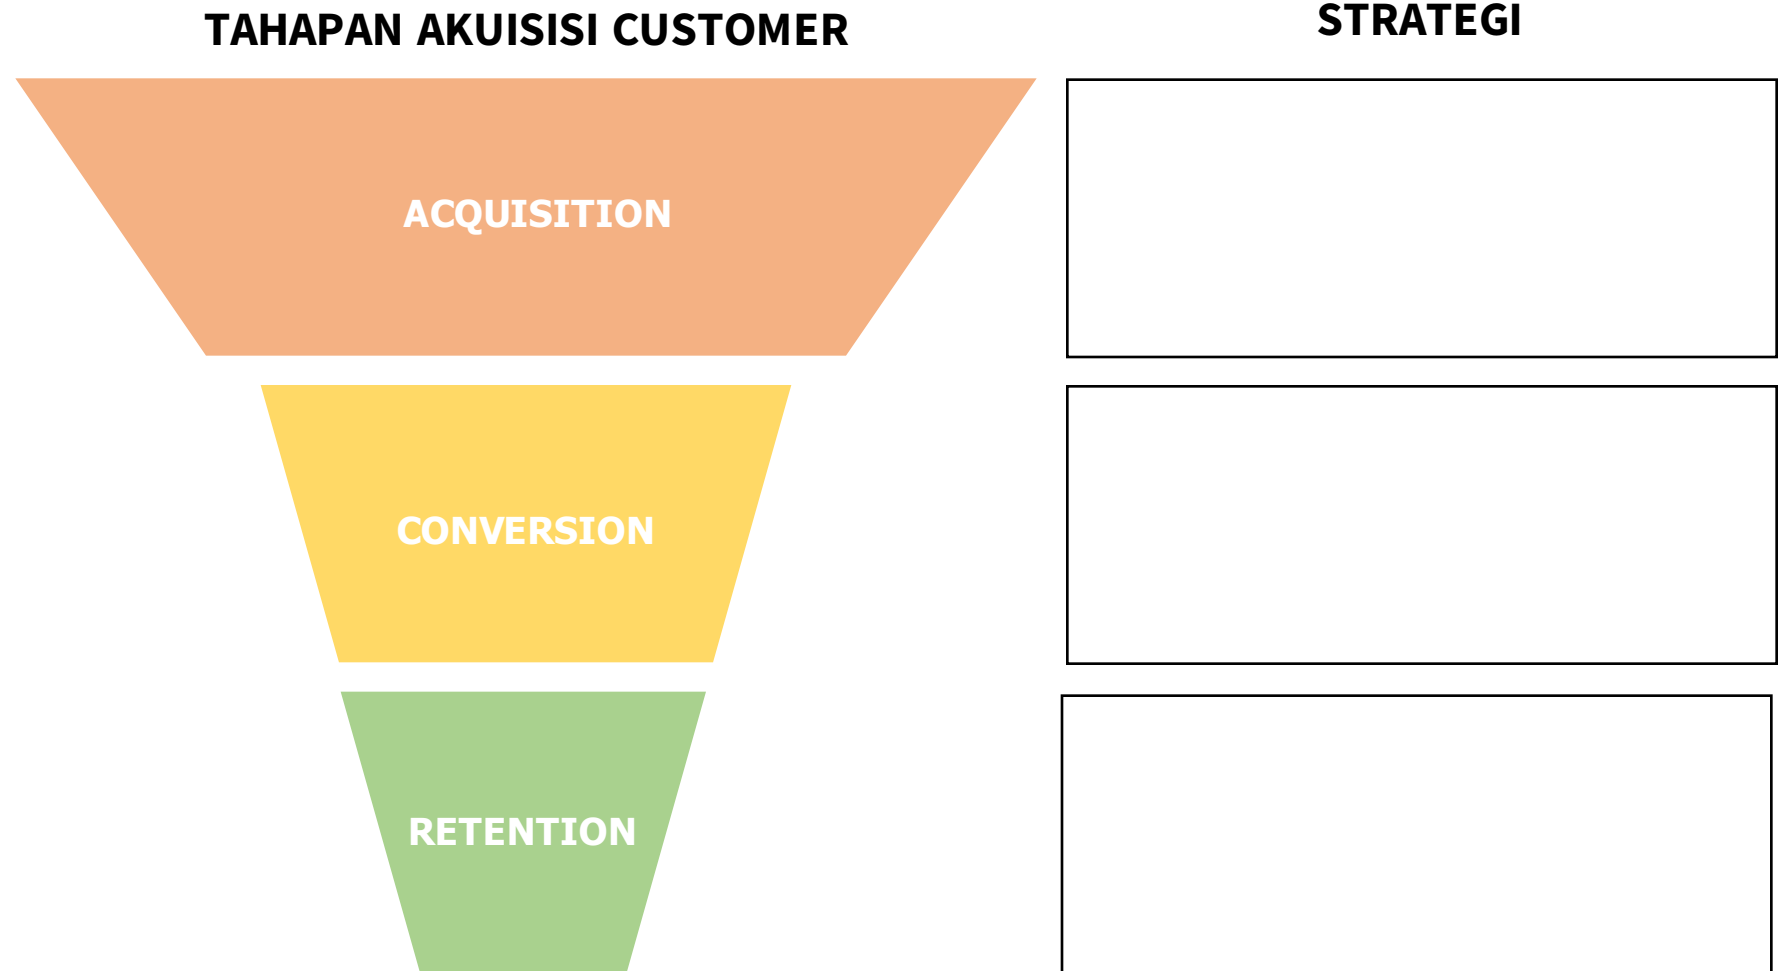 TAHAPAN AKUISISI CUSTOMER
STRATEGI
ACQUISITION
CONVERSION
RETENTION